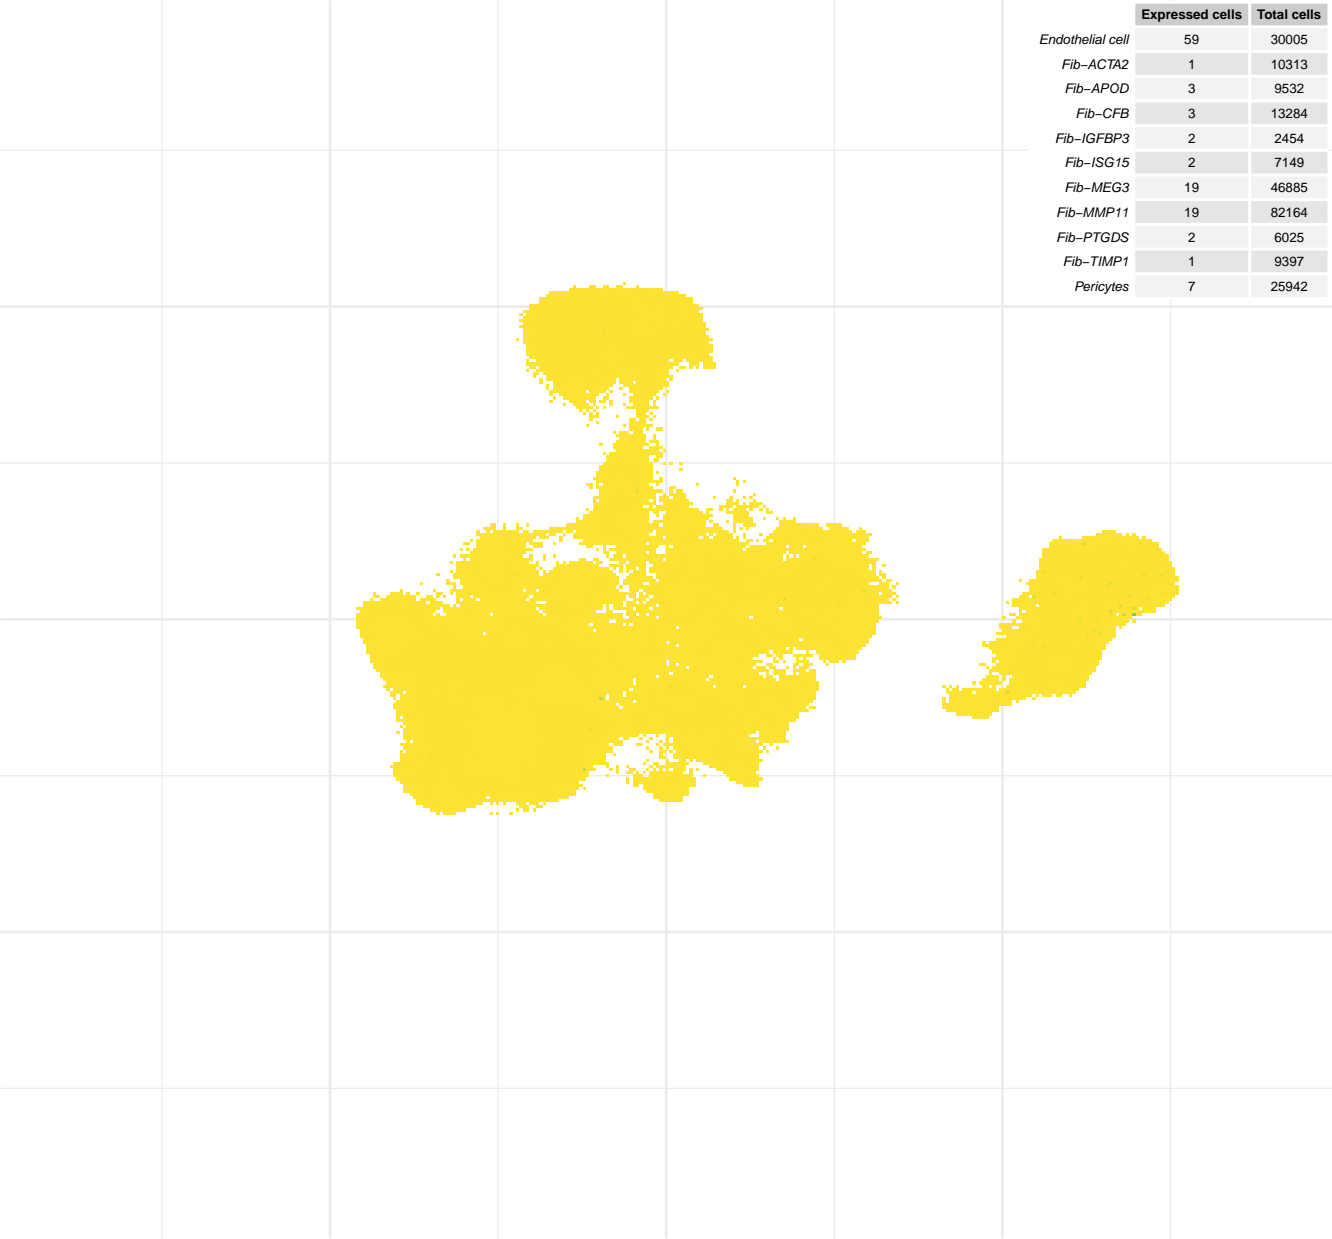 Expressed cells Total cells
Endothelial cell 59 30005
Fib−ACTA2 1 10313
Fib−APOD 3 9532
Fib−CFB 3 13284
Fib−IGFBP3 2 2454
Fib−ISG15 2 7149
Fib−MEG3 19 46885
Fib−MMP11 19 82164
Fib−PTGDS 2 6025
Fib−TIMP1 1 9397
Pericytes 7 25942